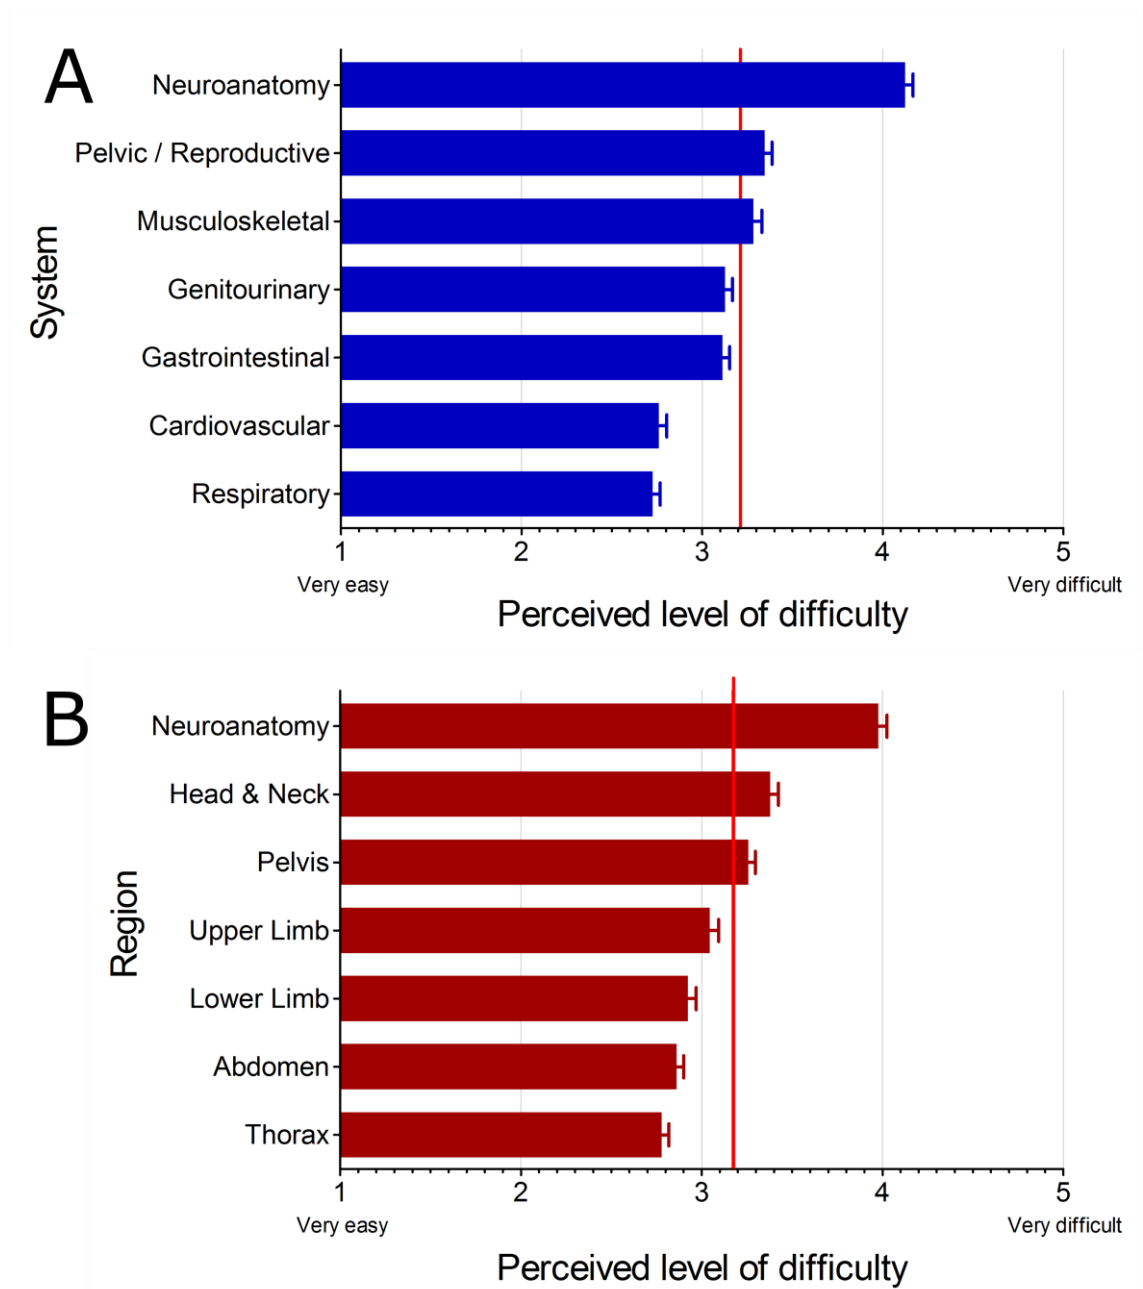 A
Neuroanatomy
Pelvic / Reproductive
Musculoskeletal
Genitourinary
Gastrointestinal
Cardiovascular
Respiratory
System
1 2 3 4 5
Very easy Very difficult
Perceived level of difficulty
B
Neuroanatomy
Head & Neck
Pelvis
Upper Limb
Lower Limb
Abdomen
Thorax
Region
1 2 3 4 5
Very easy Very difficult
Perceived level of difficulty